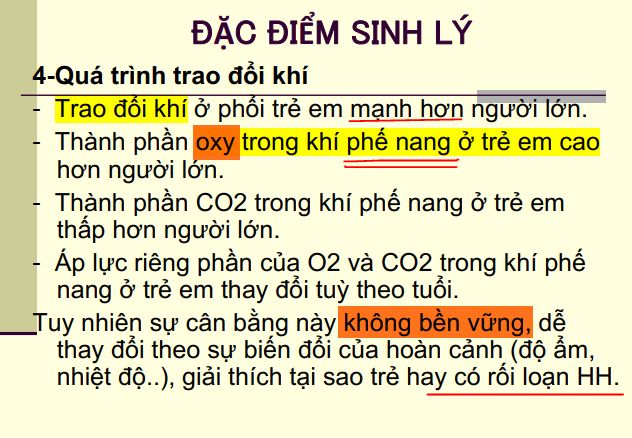 ĐẶC ĐIỂM SINH LÝ
4-Quá trình trao đổi khí
- Trao đổi khí ở phổi trẻ em mạnh hơn người lớn.
- Thành phần oxy trong khí phế nang ở trẻ em cao
hơn người lớn.
- Thành phần CO2 trong khí phế nang ở trẻ em
thấp hơn người lớn.
- Áp lực riêng phần của O2 và CO2 trong khí phế
nang ở trẻ em thay đổi tuỳ theo tuổi.
Tuy nhiên sự cân bằng này không bền vững, dễ
thay đổi theo sự biến đổi của hoàn cảnh (độ ẩm,
nhiệt độ..), giải thích tại sao trẻ hay có rối loạn HH.